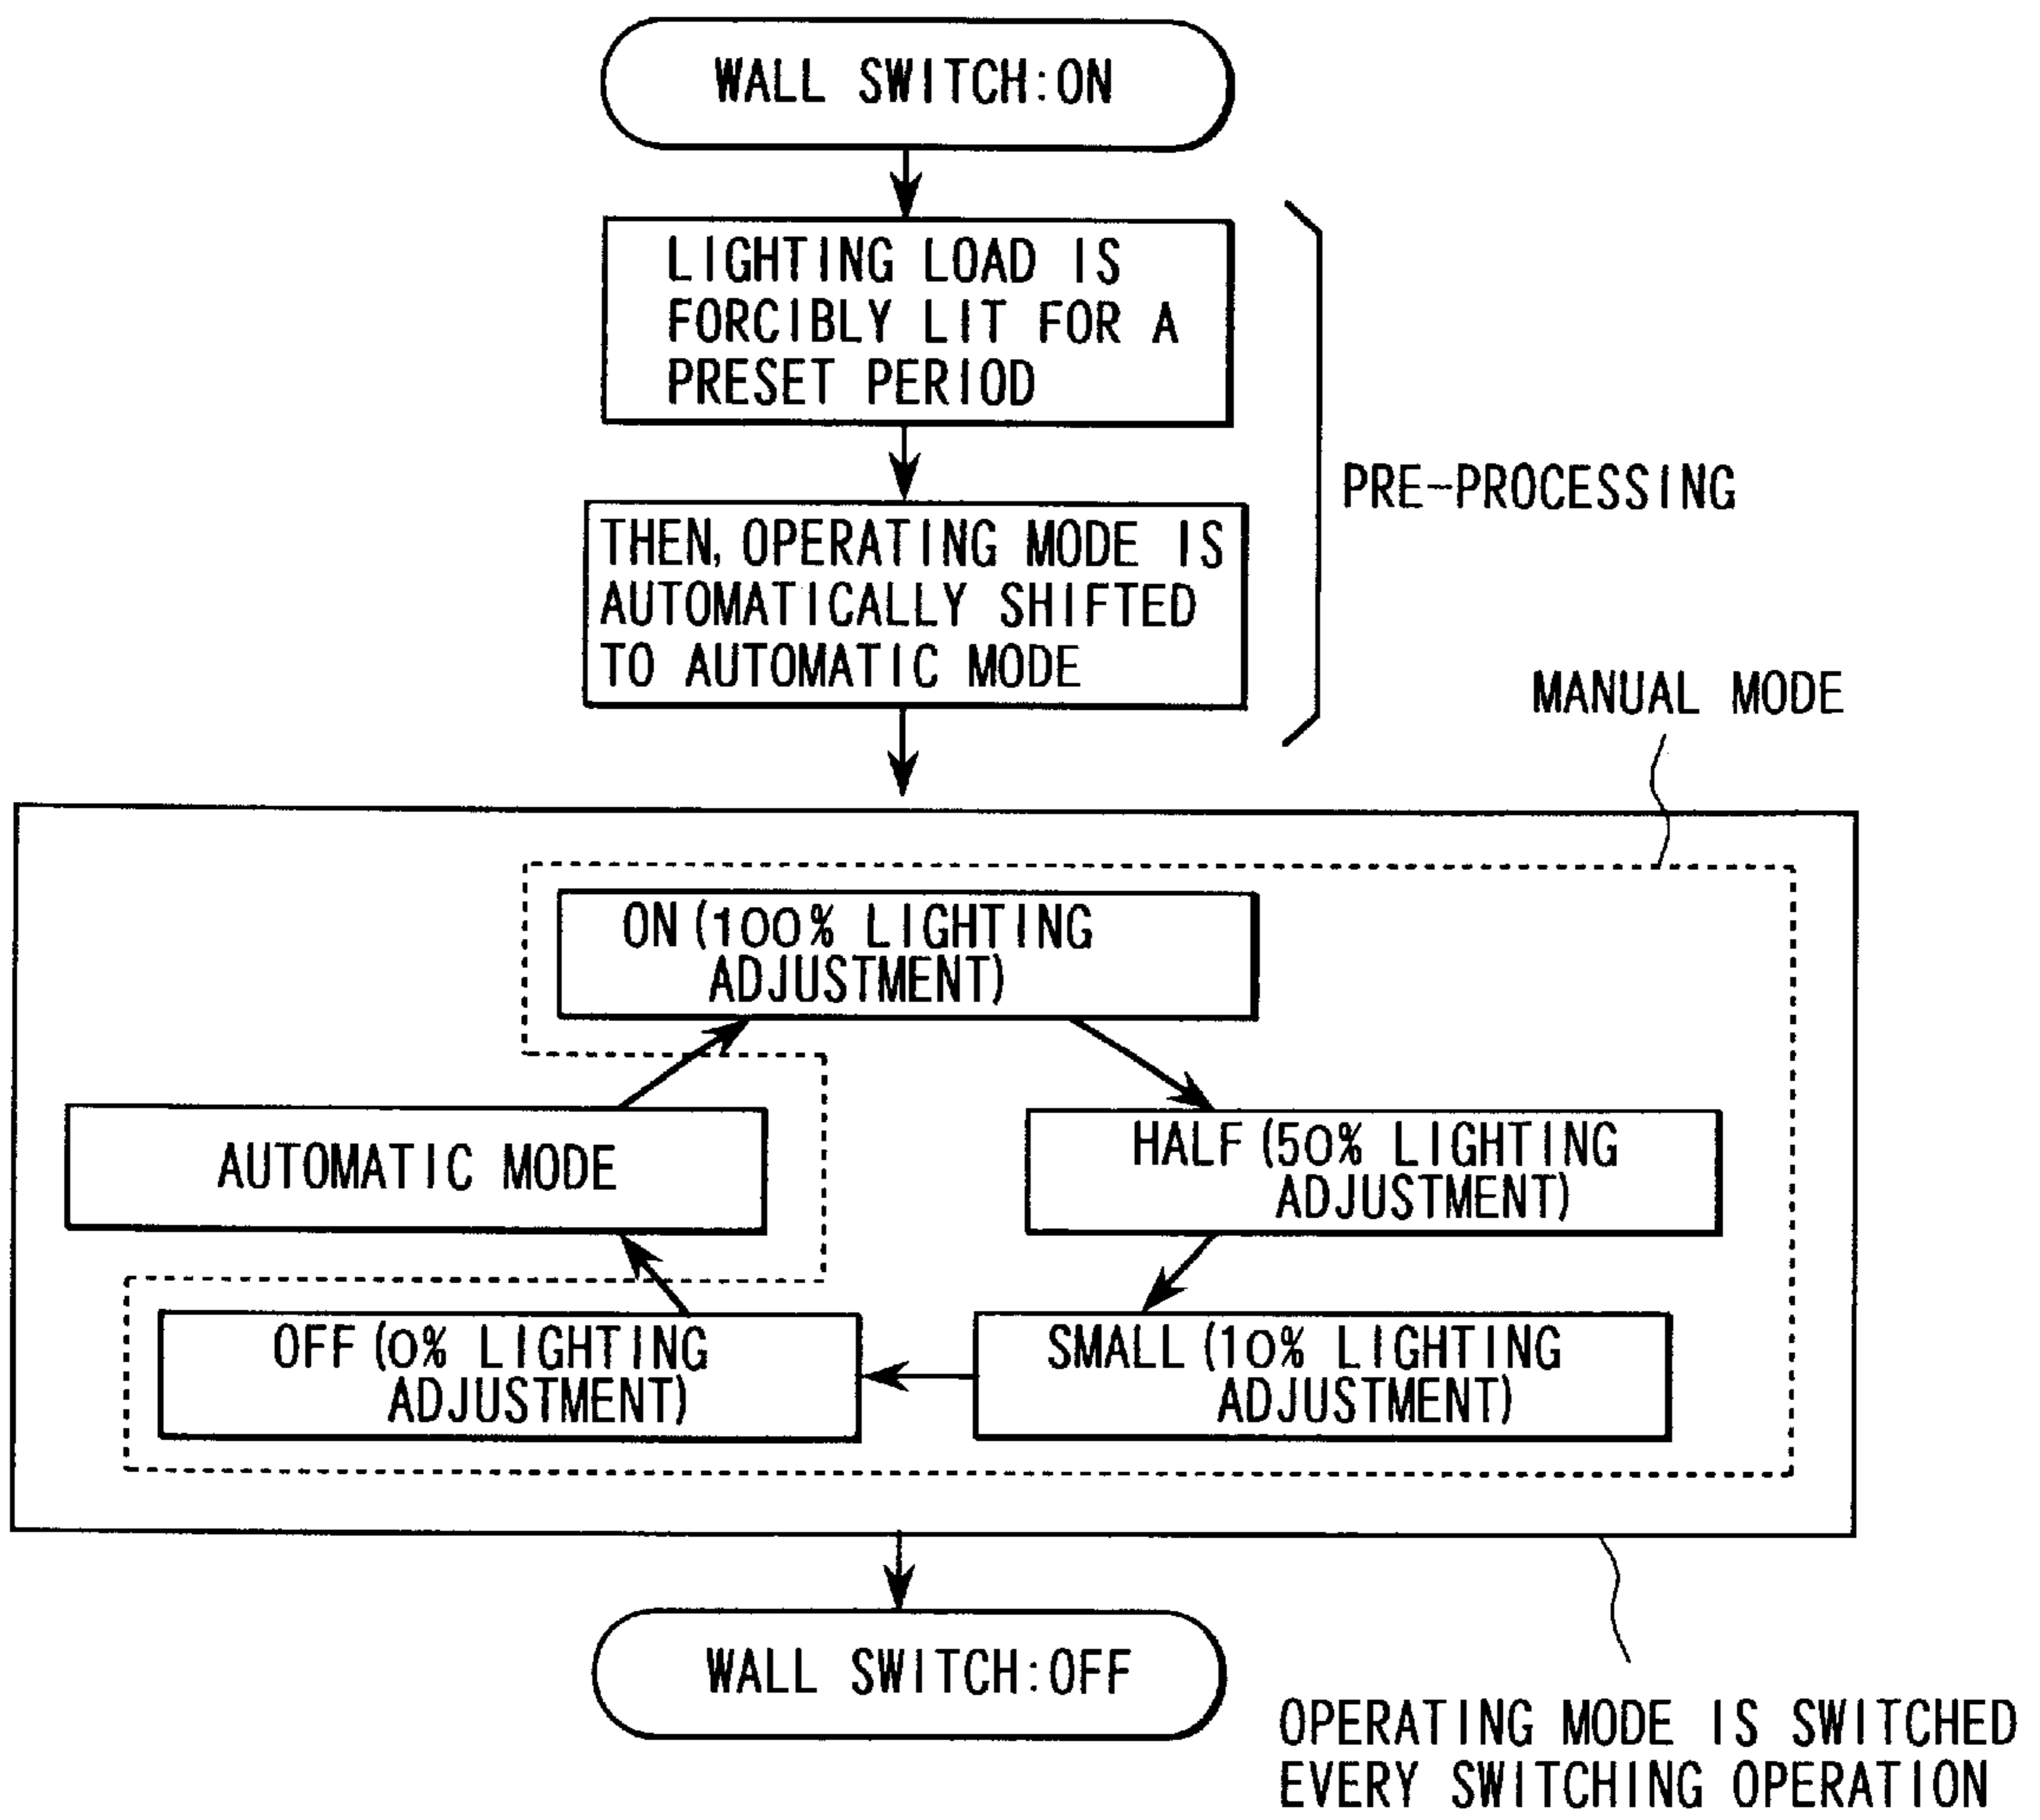 WALL SWITCH:ON
LIGHTING LOAD IS
FORCIBLY LIT FOR A
PRESET PERIOD
PRE-PROCESSING
THEN, OPERATING MODE IS
AUTOMATICALLY SHIFTED
TO AUTOMATIC MODE
MANUAL MODE
ON (100% LIGHTING
ADJUSTMENT)
AUTOMATIC MODE
HALF (50% LIGHTING
ADJUSTMENT)
OFF (0% LIGHTING
ADJUSTMENT)
SMALL (10% LIGHTING
ADJUSTMENT)
WALL SWITCH:OFF
OPERATING MODE IS SWITCHED
EVERY SWITCHING OPERATION